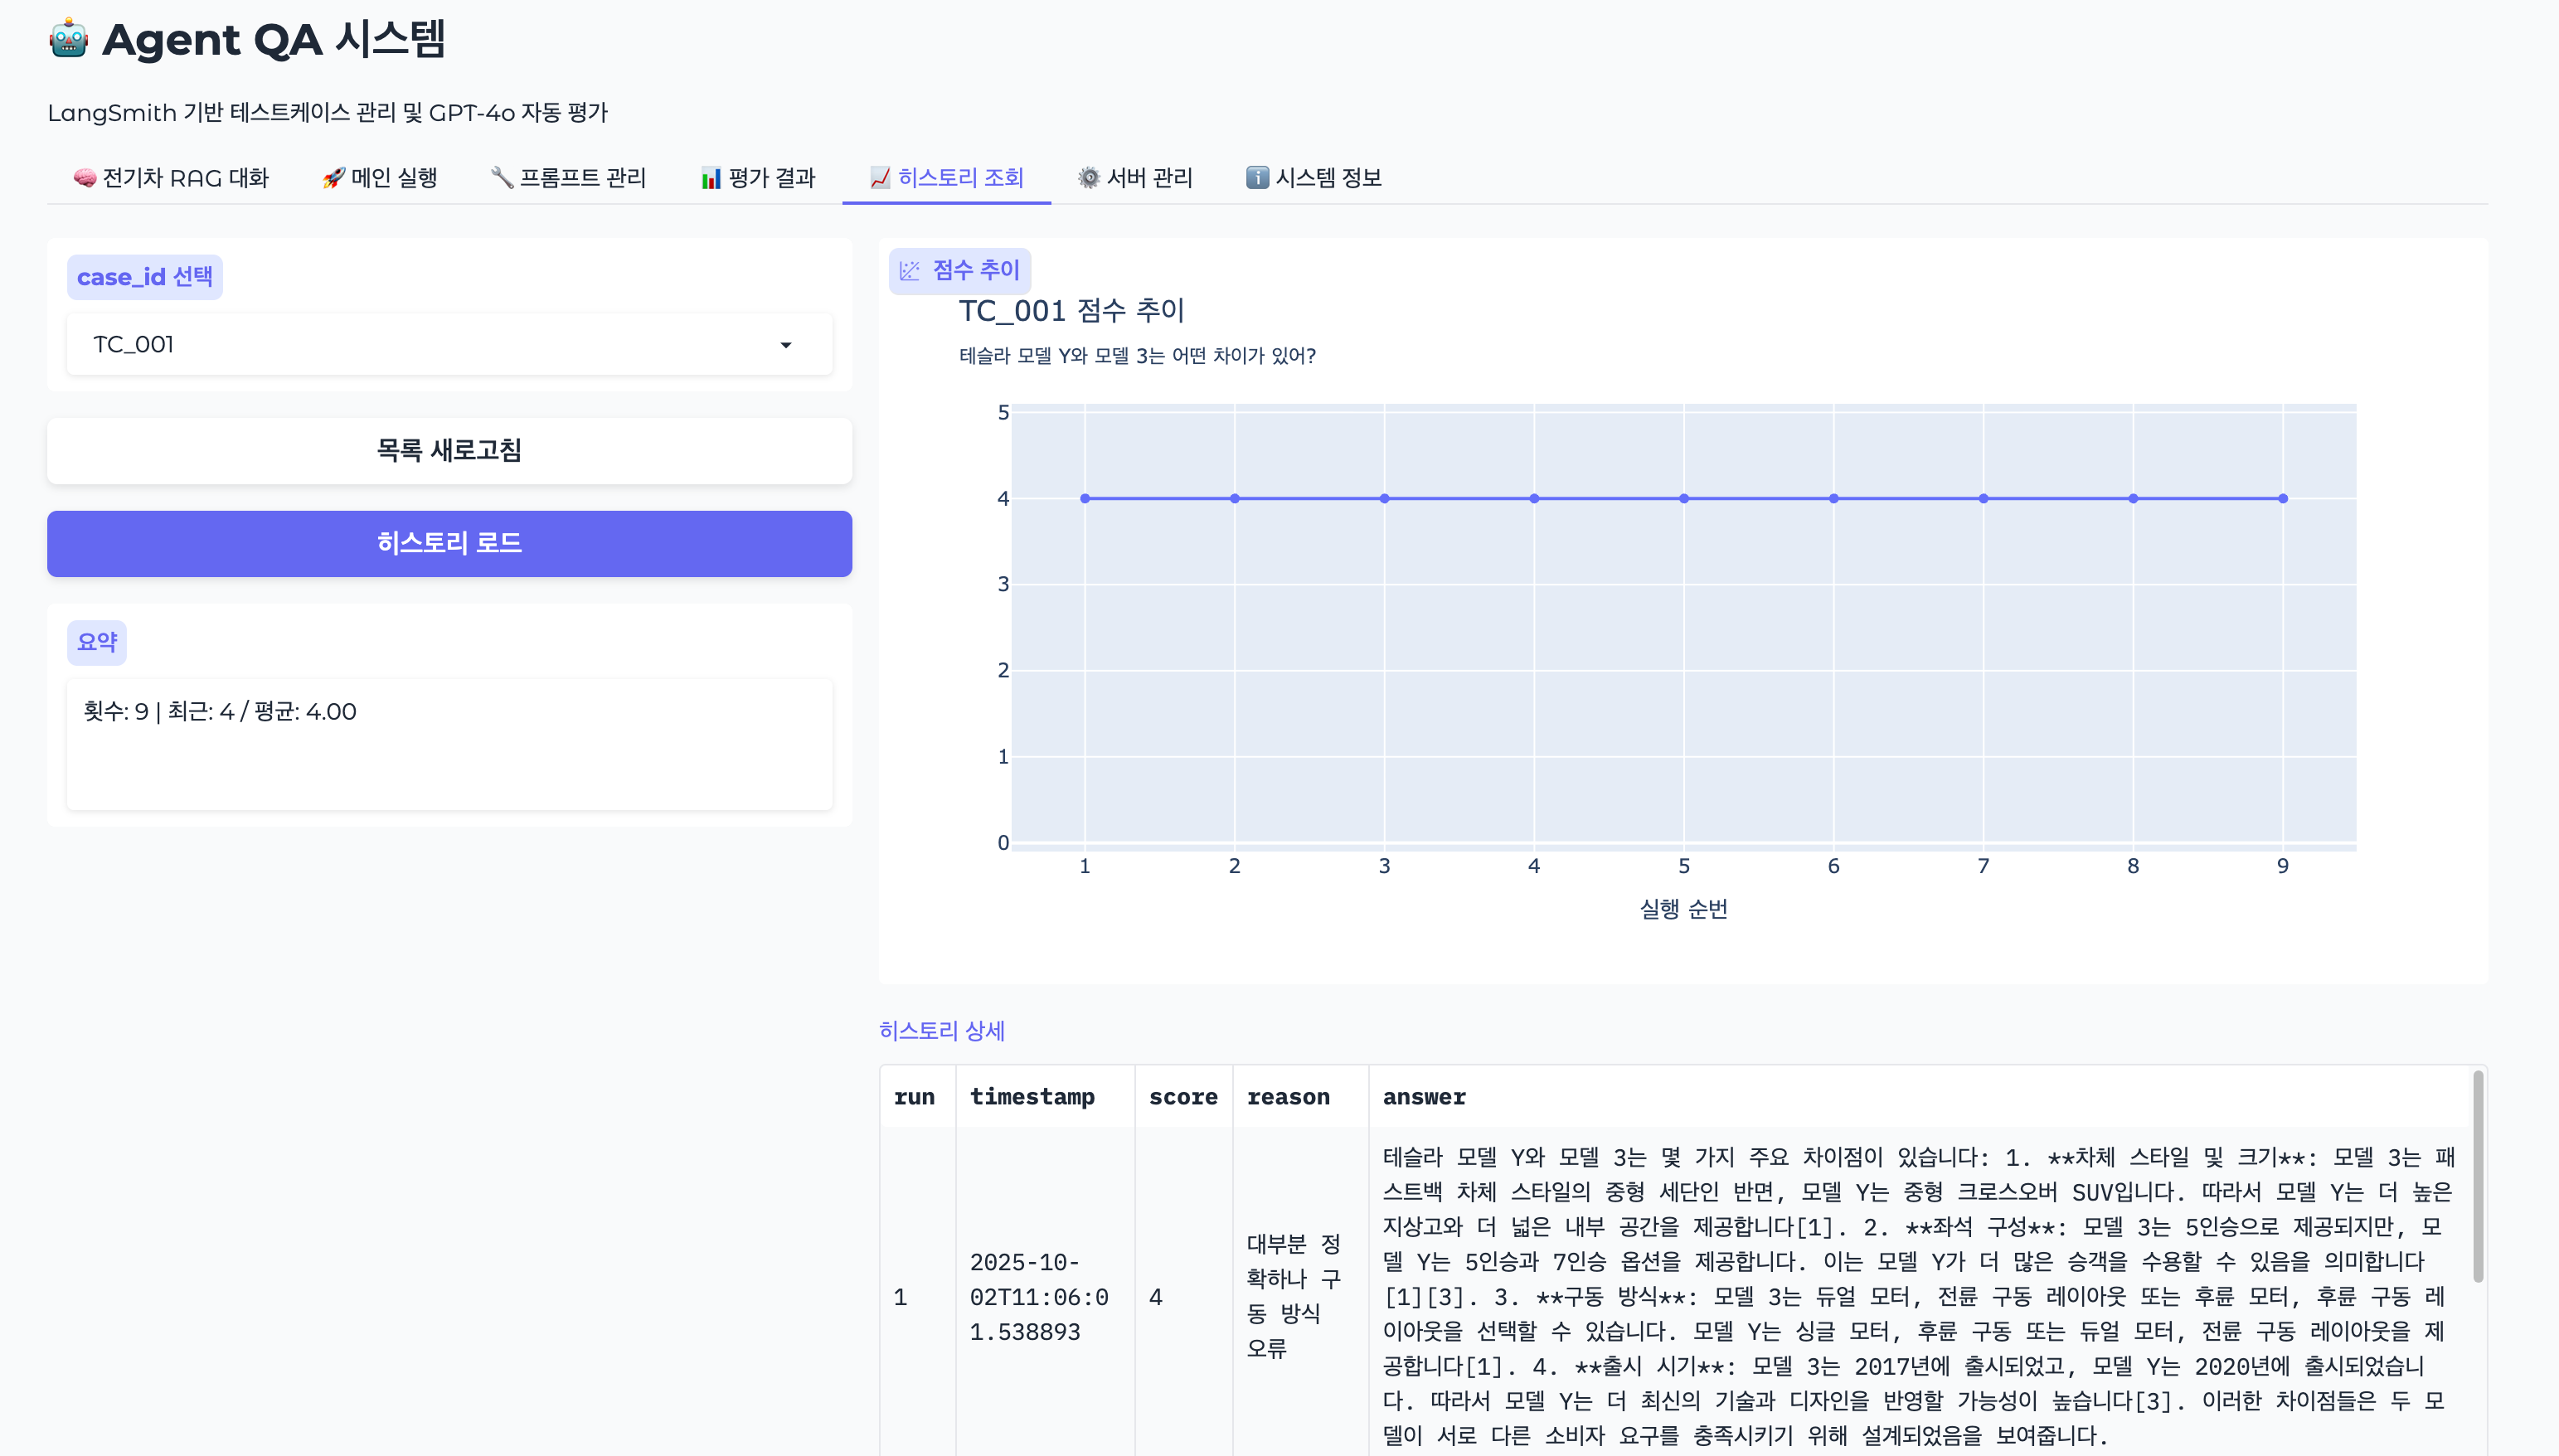 Agent QA 시스템
LangSmith 기반 테스트케이스 관리 및 GPT-4o 자동 평가
전기차 RAG 대화 메인 실행 프롬프트 관리 평가 결과 히스토리 조회 서버 관리 시스템 정보
case_id 선택
TC_001
목록 새로고침
히스토리 로드
요약
횟수: 9 | 최근: 4 / 평균: 4.00
점수 추이
TC_001 점수 추이
테슬라 모델 Y와 모델 3는 어떤 차이가 있어?
5
4
3
2
1
0
1 2 3 4 5 6 7 8 9
실행 순번
히스토리 상세
run timestamp score reason answer
1
2025-10-
02T11:06:0
1.538893
4
대부분 정
확하나 구
동 방식
오류
테슬라 모델 Y와 모델 3는 몇 가지 주요 차이점이 있습니다: 1. **차체 스타일 및 크기**: 모델 3는 패
스트백 차체 스타일의 중형 세단인 반면, 모델 Y는 중형 크로스오버 SUV입니다. 따라서 모델 Y는 더 높은
지상고와 더 넓은 내부 공간을 제공합니다[1]. 2. **좌석 구성**: 모델 3는 5인승으로 제공되지만, 모
델 Y는 5인승과 7인승 옵션을 제공합니다. 이는 모델 Y가 더 많은 승객을 수용할 수 있음을 의미합니다
[1][3]. 3. **구동 방식**: 모델 3는 듀얼 모터, 전륜 구동 레이아웃 또는 후륜 모터, 후륜 구동 레
이아웃을 선택할 수 있습니다. 모델 Y는 싱글 모터, 후륜 구동 또는 듀얼 모터, 전륜 구동 레이아웃을 제
공합니다[1]. 4. **출시 시기**: 모델 3는 2017년에 출시되었고, 모델 Y는 2020년에 출시되었습니
다. 따라서 모델 Y는 더 최신의 기술과 디자인을 반영할 가능성이 높습니다[3]. 이러한 차이점들은 두 모
델이 서로 다른 소비자 요구를 충족시키기 위해 설계되었음을 보여줍니다.